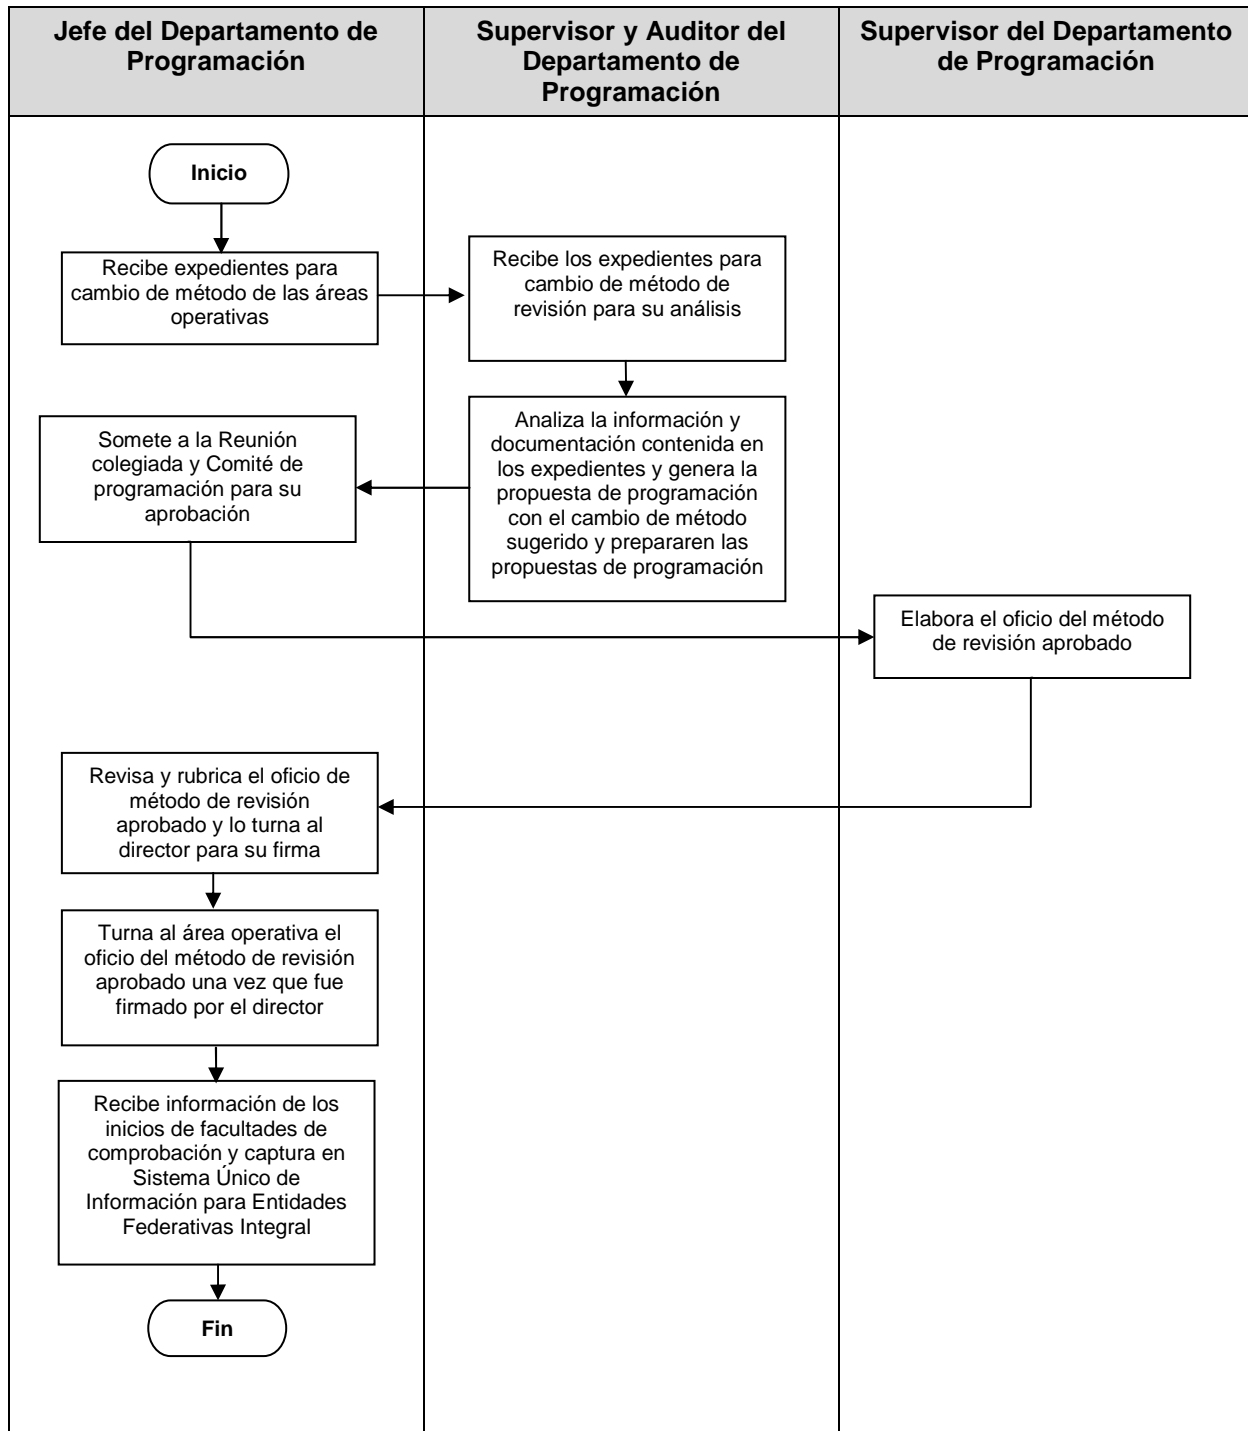 Jefe del Departamento de
Programación
Supervisor y Auditor del
Departamento de
Programación
Supervisor del Departamento
de Programación
Inicio
Recibe expedientes para
cambio de método de las áreas
operativas
Recibe los expedientes para
cambio de método de
revisión para su análisis
Analiza la información y
documentación contenida en
los expedientes y genera la
propuesta de programación
con el cambio de método
sugerido y prepararen las
propuestas de programación
Somete a la Reunión
colegiada y Comité de
programación para su
aprobación
Elabora el oficio del método
de revisión aprobado
Revisa y rubrica el oficio de
método de revisión
aprobado y lo turna al
director para su firma
Turna al área operativa el
oficio del método de revisión
aprobado una vez que fue
firmado por el director
Recibe información de los
inicios de facultades de
comprobación y captura en
Sistema Único de
Información para Entidades
Federativas Integral
Fin